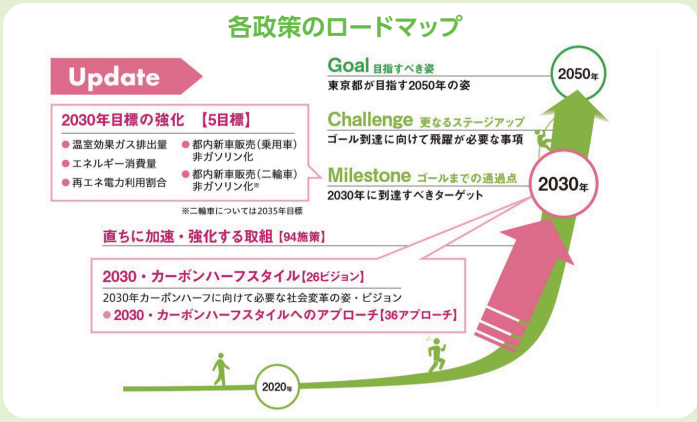 各政策のロードマップ
Update
2030年目標の強化 【5目標】
●温室効果ガス排出量
●エネルギー消費量
●再エネ電力利用割合
●都内新車販売(乗用車)
非ガソリン化
●都内新車販売(二輪車)
非ガソリン化※
※二輪車については2035年目標
Goal 目指すべき姿
東京都が目指す2050年の姿
2050年
Challenge 更なるステージアップ
ゴール到達に向けて飛躍が必要な事項
Milestone ゴールまでの通過点
2030年に到達すべきターゲット
2030年
直ちに加速・強化する取組【94施策】
2030・カーボンハーフスタイル【26ビジョン】
2030年カーボンハーフに向けて必要な社会変革の姿・ビジョン
●2030・カーボンハーフスタイルへのアプローチ【36アプローチ】
2020年